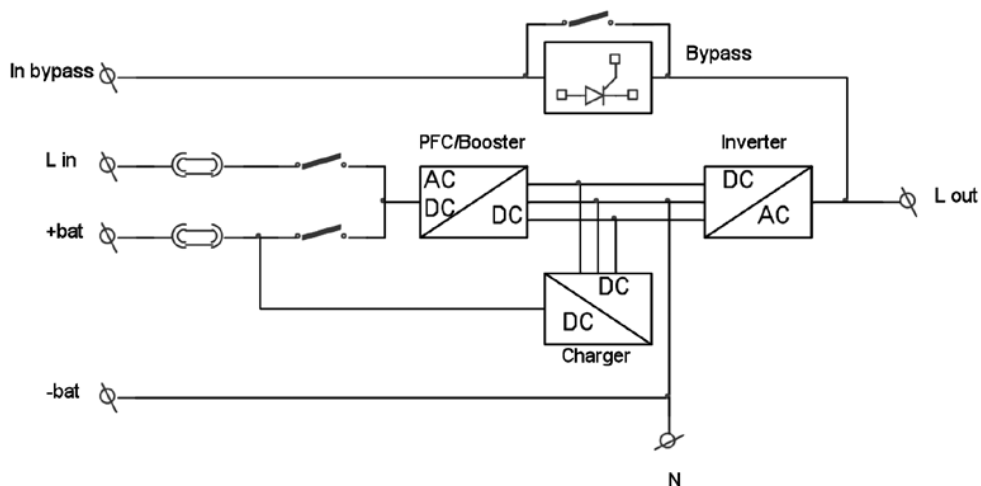 Bypass
In bypass
PFC/Booster
Inverter
L in
AC
DC
DC
DC
AC
L out
+bat
DC
DC
Charger
-bat
N